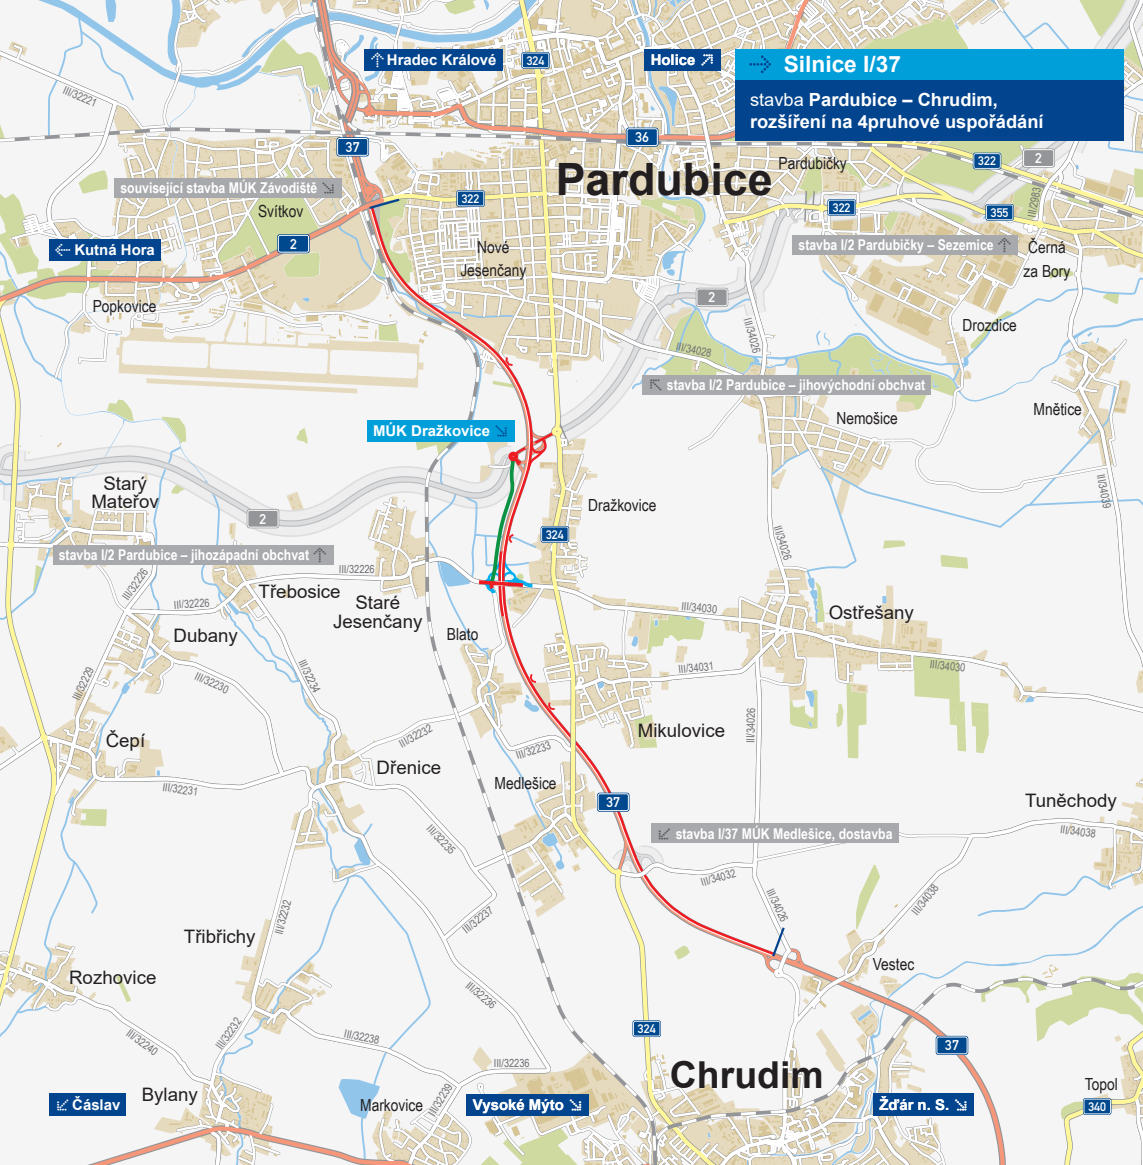 Hradec Králové
324
Holice
Silnice I/37
stavba Pardubice – Chrudim,
rozšíření na 4pruhové uspořádání
III/32221
36
37
322
2
Pardubičky
Pardubice
související stavba MÚK Závodiště
322
322
355
III/2983
Svítkov
2
Kutná Hora
Nové
Jesenčany
stavba I/2 Pardubičky – Sezemice
Černá
za Bory
Popkovice
2
III/34026
III/34028
Drozdice
stavba I/2 Pardubice – jihovýchodní obchvat
Nemošice
Mnětice
MÚK Dražkovice
Starý
Mateřov
2
Dražkovice
III/34039
324
III/34026
stavba I/2 Pardubice – jihozápadní obchvat
III/32226
III/32226
III/32226
Třebosice
Staré
Jesenčany
III/34030
Ostřešany
Dubany
Blato
III/34031
III/34030
III/32229
III/32230
III/32234
III/34026
Mikulovice
Čepí
III/32232
III/32233
Dřenice
Medlešice
III/32231
37
Tuněchody
III/34038
III/32235
stavba I/37 MÚK Medlešice, dostavba
III/34032
III/34038
III/34026
III/32232
III/32237
Třibřichy
Vestec
Rozhovice
III/32236
III/32232
III/32240
III/32238
324
37
III/32236
Chrudim
Topol
340
Čáslav
Bylany
Markovice
III/32239
Vysoké Mýto
Žďár n. S.